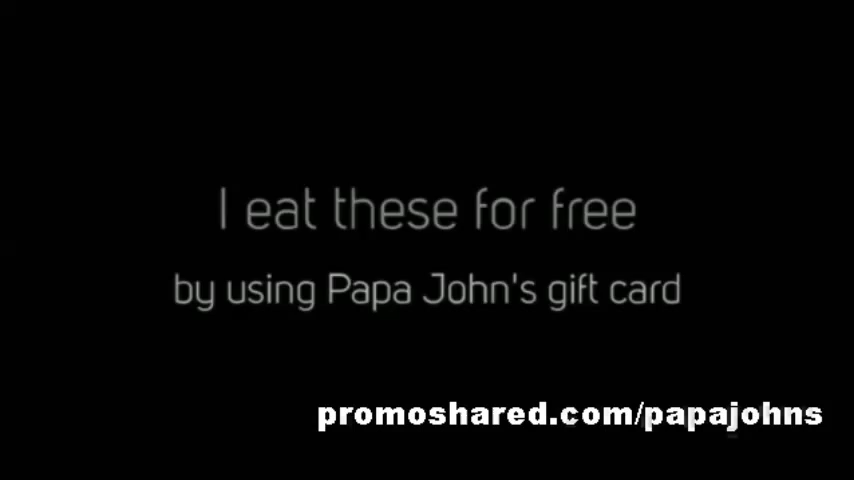 I eat these for free
by using Papa John's gift card
promoshared.com/papajohns